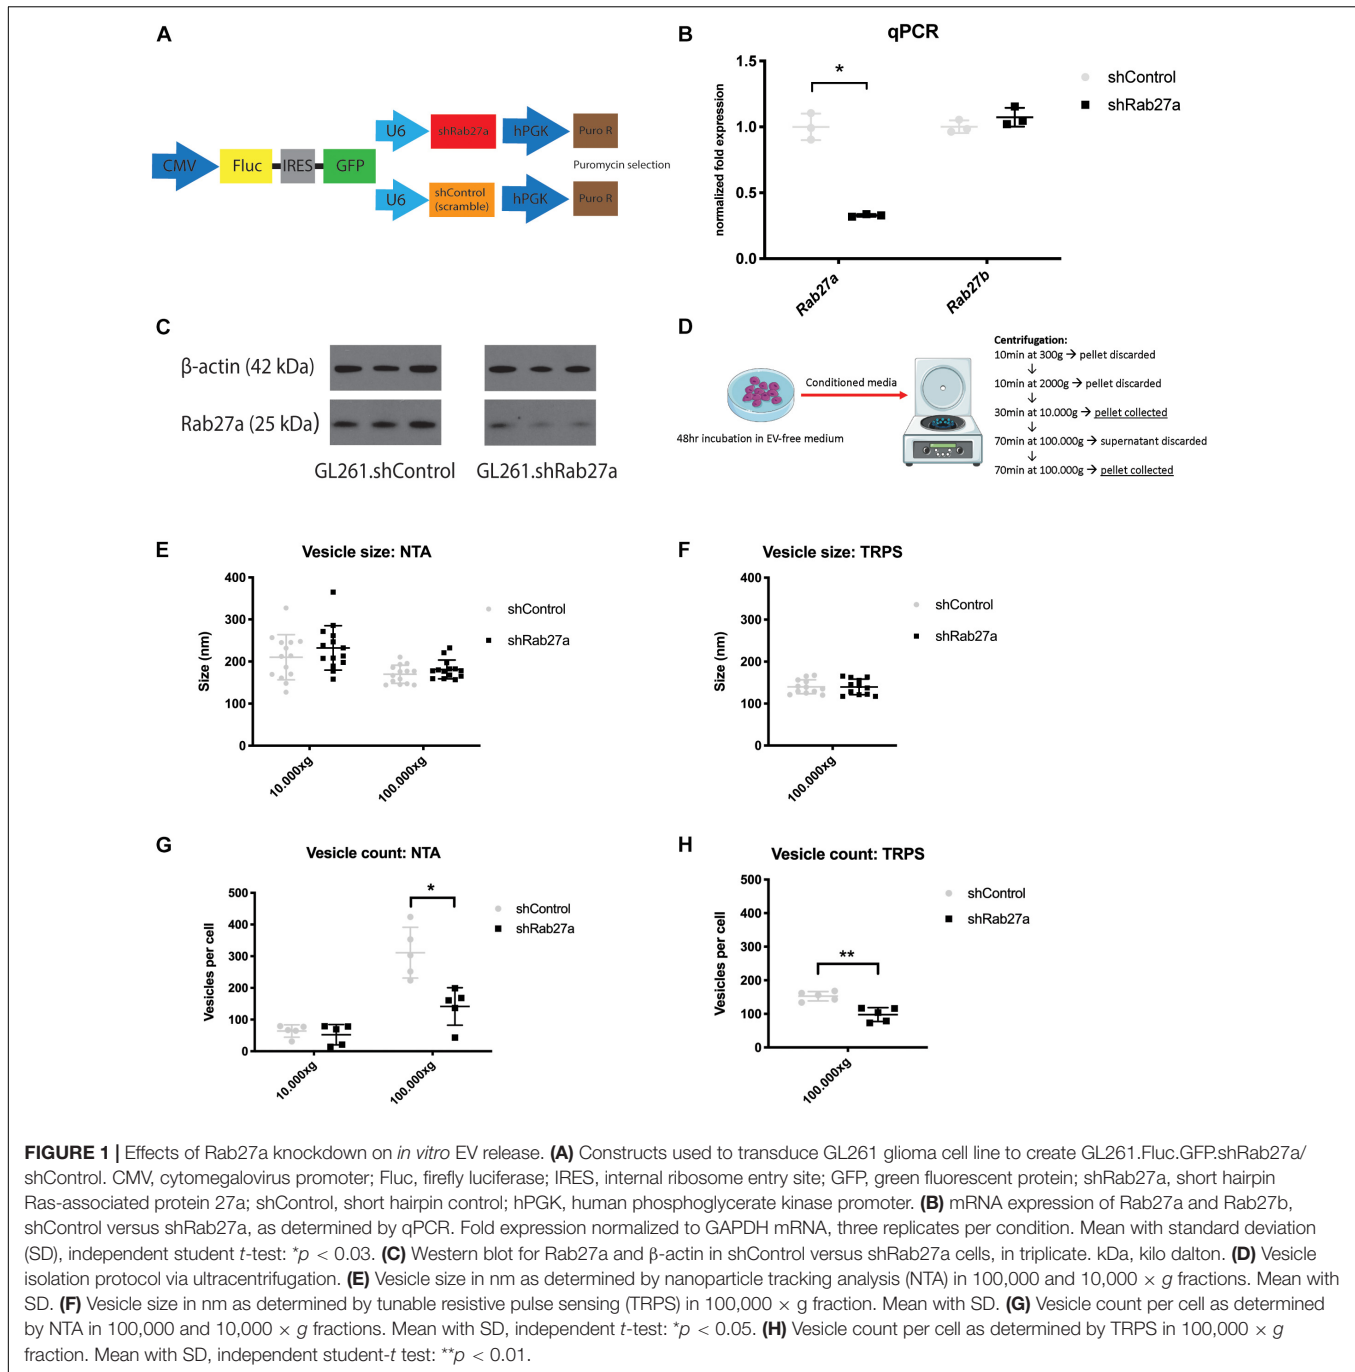 A
CMV
Fluc
IRES
GFP
U6
shRab27a
hPGK
Puro R
Puromycin selection
U6
shControl
(scramble)
hPGK
Puro R
B
qPCR
normalized fold expression
1.5
1.0
0.5
0.0
*
Rab27a
Rab27b
shControl
shRab27a
C
β-actin (42 kDa)
Rab27a (25 kDa)
GL261.shControl
GL261.shRab27a
D
Conditioned media
48hr incubation in EV-free medium
Centrifugation:
10min at 300g → pellet discarded
↓
10min at 2000g → pellet discarded
↓
30min at 10.000g → pellet collected
↓
70min at 100.000g → supernatant discarded
↓
70min at 100.000g → pellet collected
E
Vesicle size: NTA
Size (nm)
400
300
200
100
0
10.000xg
100.000xg
shControl
shRab27a
F
Vesicle size: TRPS
Size (nm)
400
300
200
100
0
100.000xg
shControl
shRab27a
G
Vesicle count: NTA
Vesicles per cell
500
400
300
200
100
0
*
10.000xg
100.000xg
shControl
shRab27a
H
Vesicle count: TRPS
Vesicles per cell
500
400
300
200
100
0
**
100.000xg
shControl
shRab27a
FIGURE 1 | Effects of Rab27a knockdown on in vitro EV release. (A) Constructs used to transduce GL261 glioma cell line to create GL261.Fluc.GFP.shRab27a/
shControl. CMV, cytomegalovirus promoter; Fluc, firefly luciferase; IRES, internal ribosome entry site; GFP, green fluorescent protein; shRab27a, short hairpin
Ras-associated protein 27a; shControl, short hairpin control; hPGK, human phosphoglycerate kinase promoter. (B) mRNA expression of Rab27a and Rab27b,
shControl versus shRab27a, as determined by qPCR. Fold expression normalized to GAPDH mRNA, three replicates per condition. Mean with standard deviation
(SD), independent student t-test: *p < 0.03. (C) Western blot for Rab27a and β-actin in shControl versus shRab27a cells, in triplicate. kDa, kilo dalton. (D) Vesicle
isolation protocol via ultracentrifugation. (E) Vesicle size in nm as determined by nanoparticle tracking analysis (NTA) in 100,000 and 10,000 × g fractions. Mean with
SD. (F) Vesicle size in nm as determined by tunable resistive pulse sensing (TRPS) in 100,000 × g fraction. Mean with SD. (G) Vesicle count per cell as determined
by NTA in 100,000 and 10,000 × g fractions. Mean with SD, independent t-test: *p < 0.05. (H) Vesicle count per cell as determined by TRPS in 100,000 × g
fraction. Mean with SD, independent student-t test: **p < 0.01.